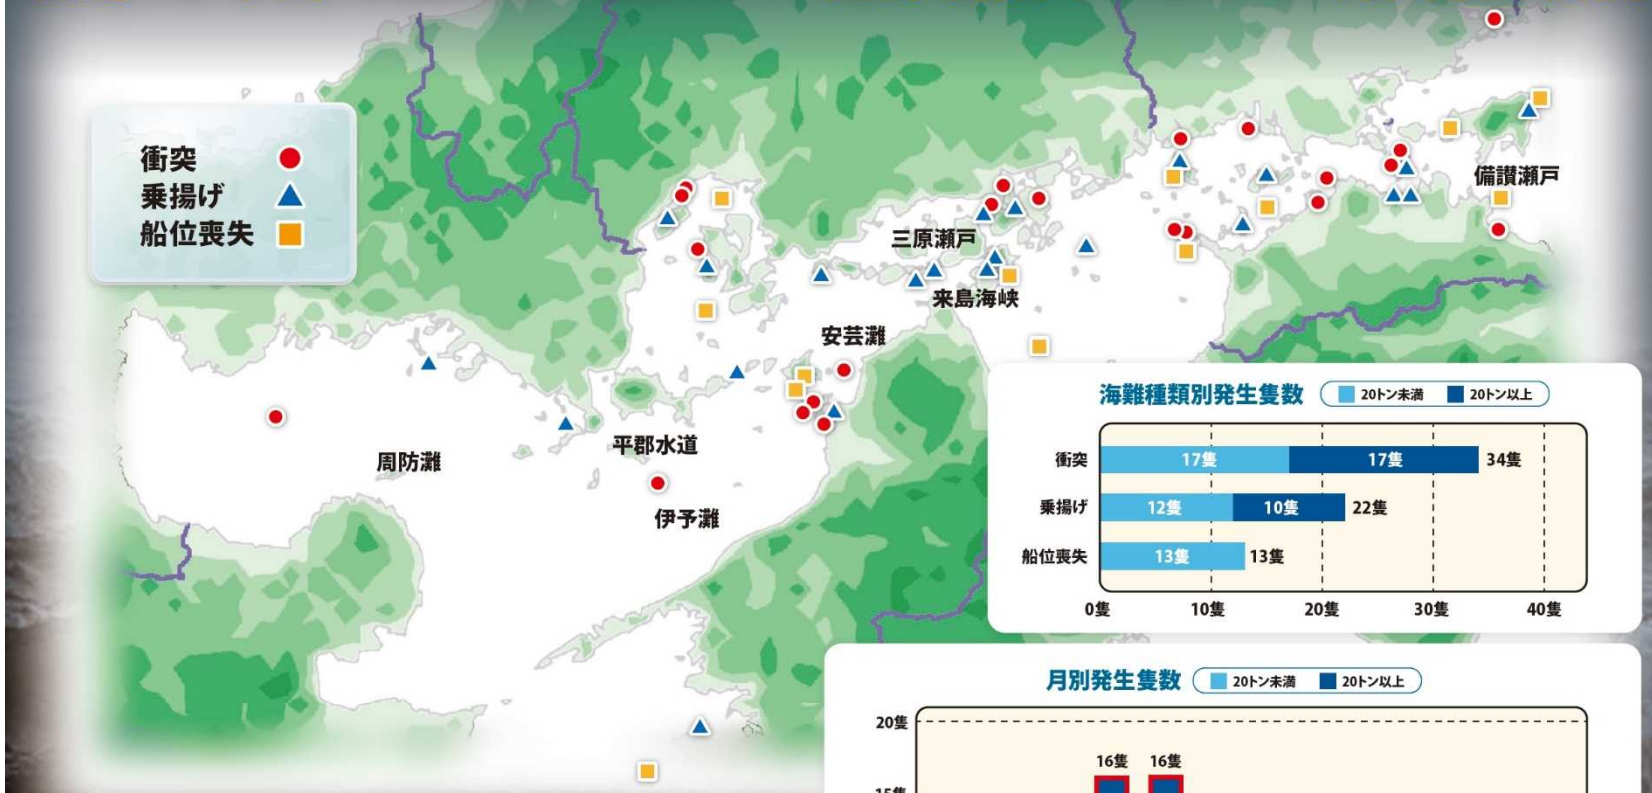 衝突
乗揚げ
船位喪失
備讃瀬戸
三原瀬戸
来島海峡
安芸灘
平郡水道
周防灘
伊予灘
海難種類別発生隻数 20トン未満 20トン以上
衝突 17隻 17隻 34隻
乗揚げ 12隻 10隻 22隻
船位喪失 13隻 13隻
0隻 10隻 20隻 30隻 40隻
月別発生隻数 20トン未満 20トン以上
20隻
16隻 16隻
15隻